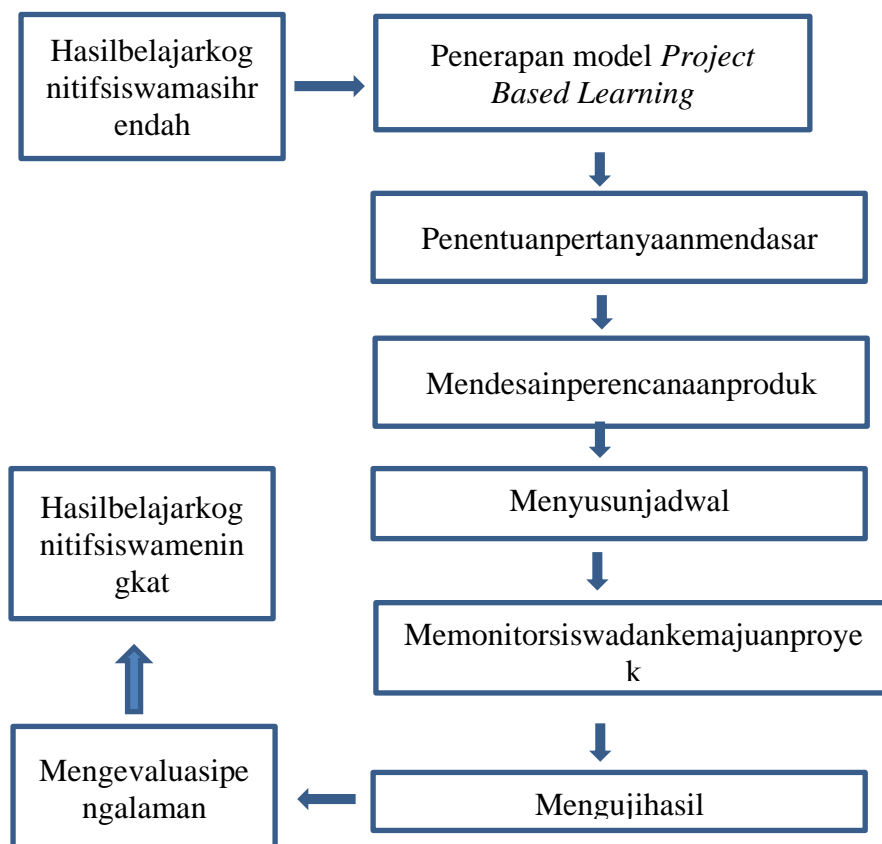 Hasilbelajarkog
nitifsiswamasihr
endah
Penerapan model Project
Based Learning
Penentuanpertanyaanmendasar
Mendesainperencanaanproduk
Menyusunjadwal
Memonitorsiswadankemajuanproye
k
Mengujihasil
Mengevaluasipe
ngalaman
Hasilbelajarkog
nitifsiswamenin
gkat